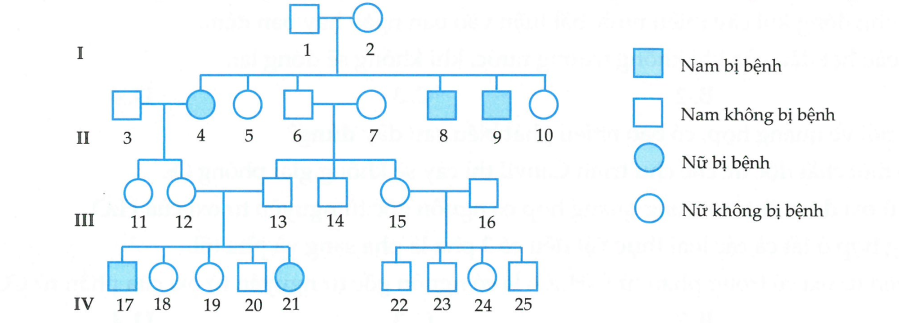 I
1 2
Nam bị bệnh
Nam không bị bệnh
II
3 4 5 6 7 8 9 10
Nữ bị bệnh
Nữ không bị bệnh
III
11 12 13 14 15 16
IV
17 18 19 20 21 22 23 24 25